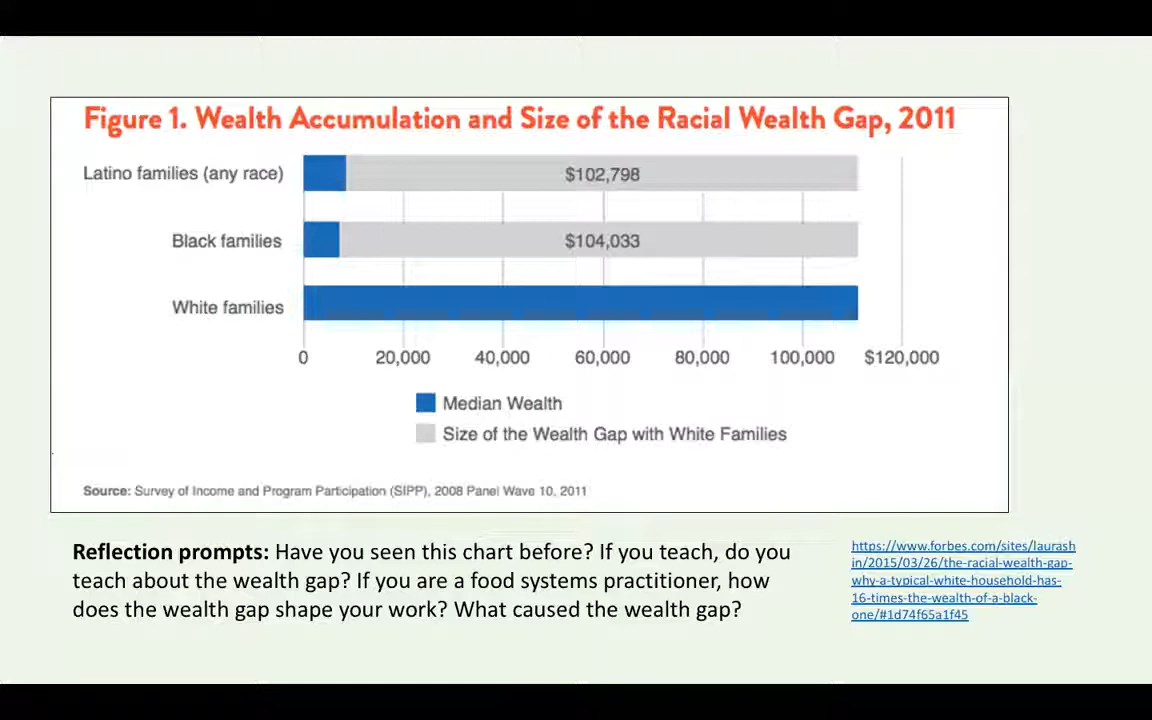 Figure 1. Wealth Accumulation and Size of the Racial Wealth Gap, 2011
Latino families (any race)
$102,798
Black families
$104,033
White families
0
20,000
40,000
60,000
80,000
100,000
$120,000
Median Wealth
Size of the Wealth Gap with White Families
Source: Survey of Income and Program Participation (SIPP), 2008 Panel Wave 10, 2011
Reflection prompts: Have you seen this chart before? If you teach, do you
teach about the wealth gap? If you are a food systems practitioner, how
does the wealth gap shape your work? What caused the wealth gap?
https://www.forbes.com/sites/laurash
in/2015/03/26/the-racial-wealth-gap-
why-a-typical-white-household-has-
16-times-the-wealth-of-a-black-
one/#1d74f65a1f45